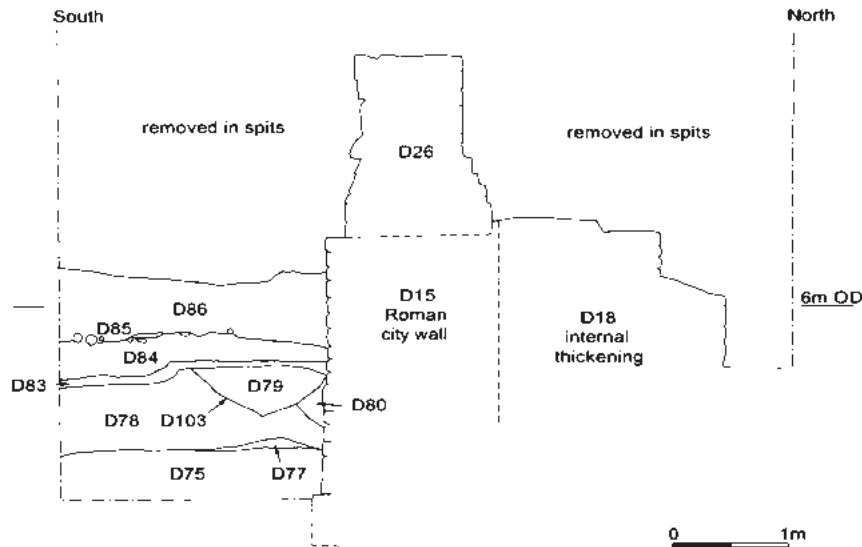 South
North
removed in spits
removed in spits
D26
D15
Roman
city wall
6m OD
D86
D18
internal
thickening
D85
D84
D79
D83
D80
D78
D103
D75
D77
0
1m